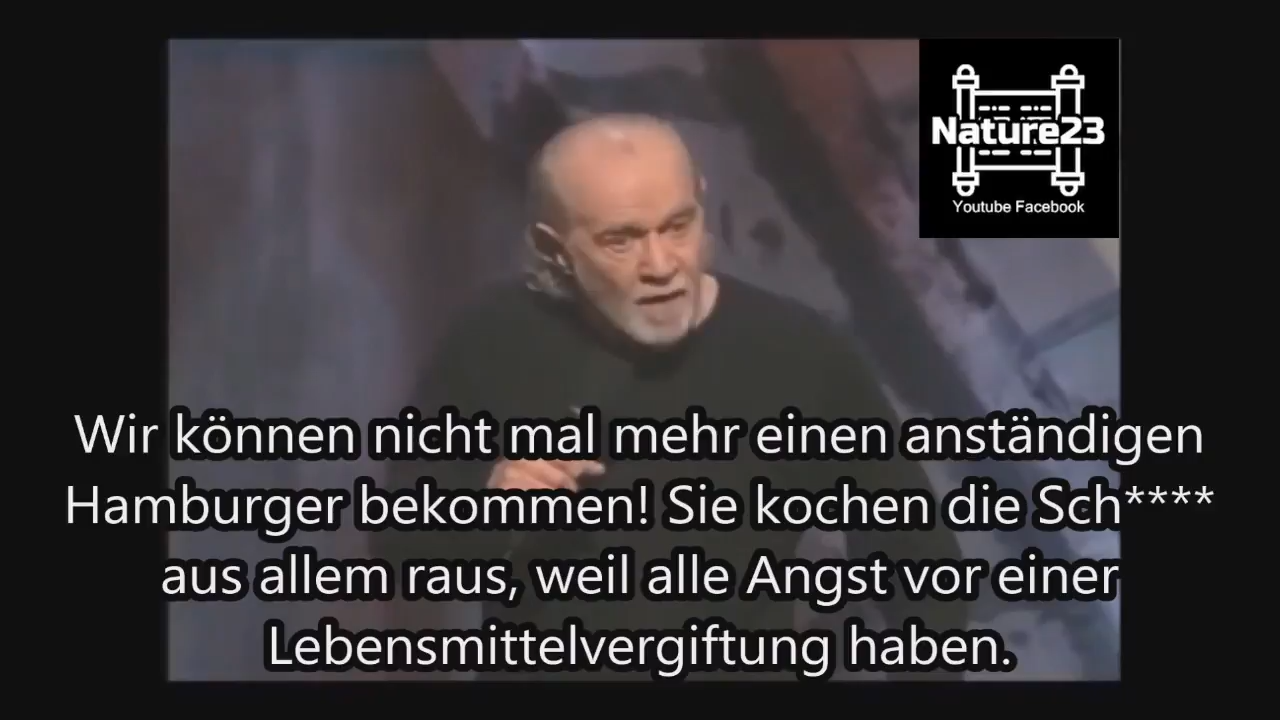 Nature23
Youtube Facebook
Wir können nicht mal mehr einen anständigen
Hamburger bekommen! Sie kochen die Sch****
aus allem raus, weil alle Angst vor einer
Lebensmittelvergiftung haben.